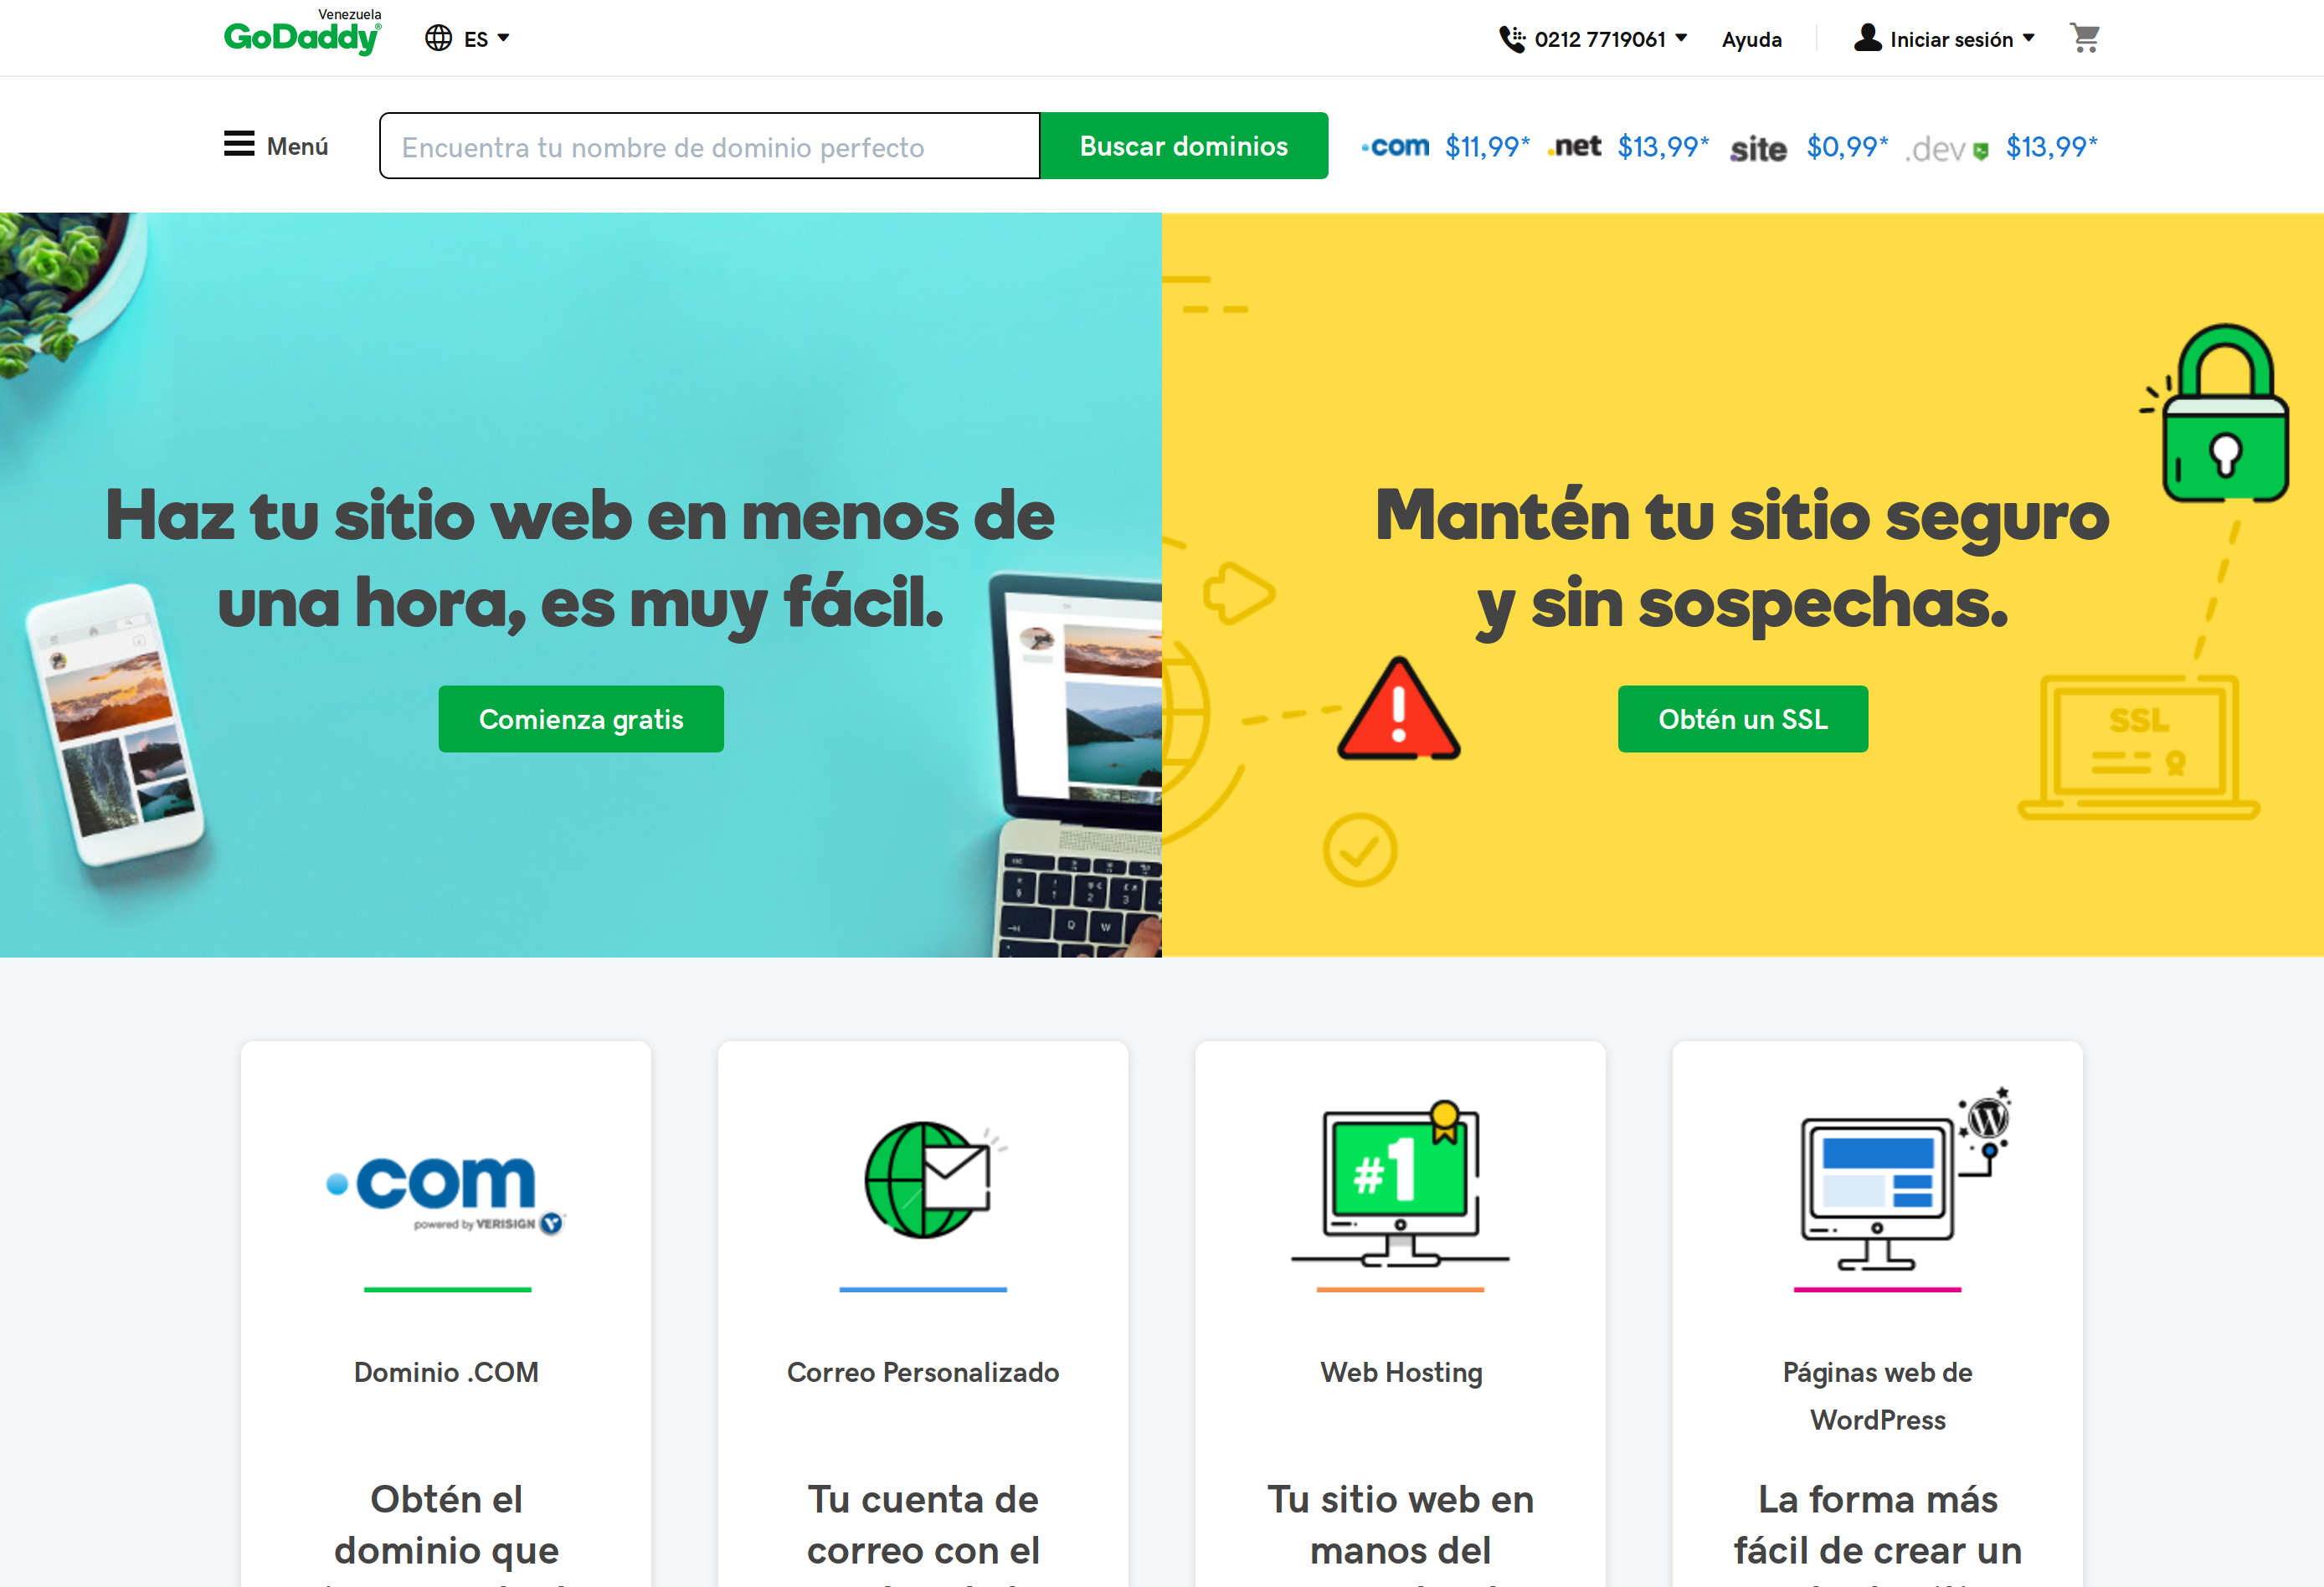 Venezuela
GoDaddy
ES
0212 7719061
Ayuda
Iniciar sesión
Menú
Encuentra tu nombre de dominio perfecto
Buscar dominios
.com $11,99*
.net $13,99*
.site $0,99*
.dev $13,99*
Haz tu sitio web en menos de
una hora, es muy fácil.
Comienza gratis
Mantén tu sitio seguro
y sin sospechas.
Obtén un SSL
SSL
.com
powered by VERISIGN
#1
Dominio .COM
Correo Personalizado
Web Hosting
Páginas web de
WordPress
Obtén el
dominio que
Tu cuenta de
correo con el
Tu sitio web en
manos del
La forma más
fácil de crear un